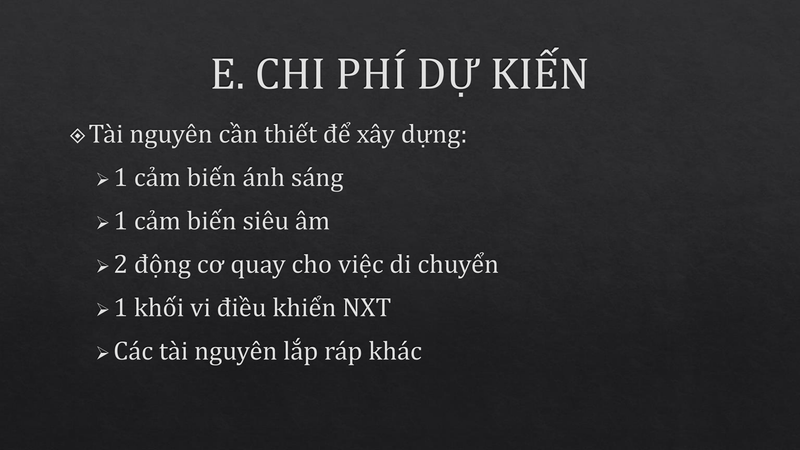 E. CHI PHÍ DỰ KIẾN
Tài nguyên cần thiết để xây dựng:
1 cảm biến ánh sáng
1 cảm biến siêu âm
2 động cơ quay cho việc di chuyển
1 khối vi điều khiển NXT
Các tài nguyên lắp ráp khác